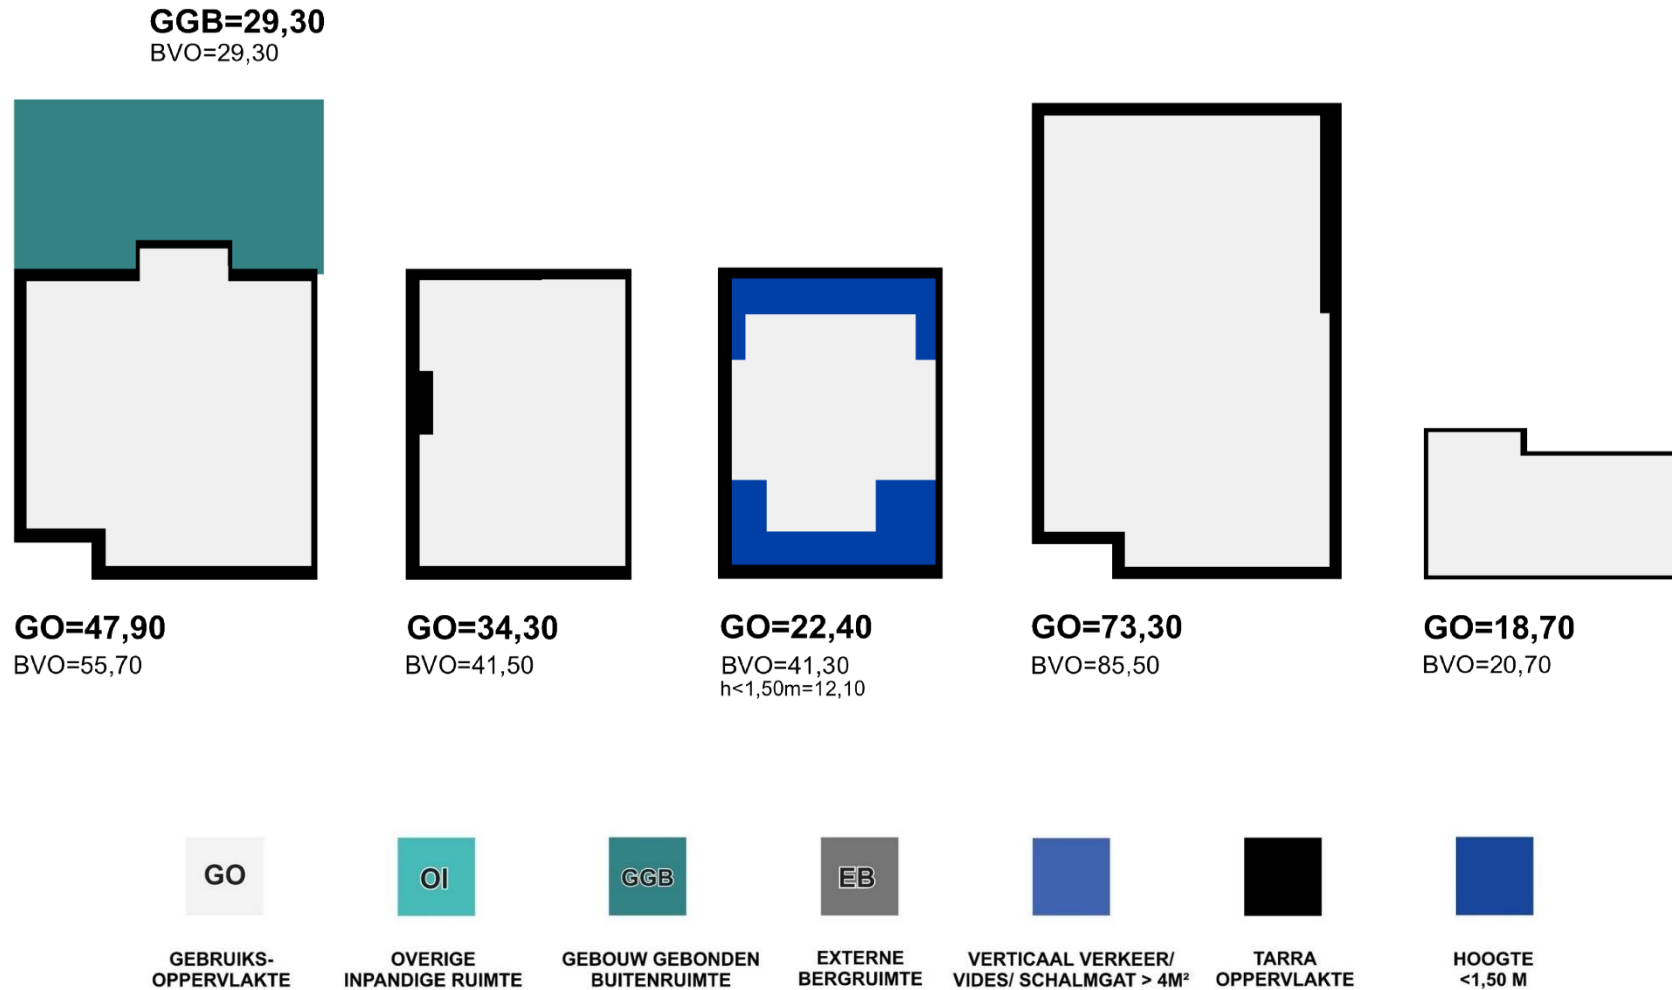 GGB=29,30
BVO=29,30
GO=47,90
BVO=55,70
GO=34,30
BVO=41,50
GO=22,40
BVO=41,30
h<1,50m=12,10
GO=73,30
BVO=85,50
GO=18,70
BVO=20,70
GO
GEBRUIKS-
OPPERVLAKTE
OI
OVERIGE
INPANDIGE RUIMTE
GGB
GEBOUW GEBONDEN
BUITENRUIMTE
EB
EXTERNE
BERGRUIMTE
VERTICAAL VERKEER/
VIDES/ SCHALMGAT > 4M²
TARRA
OPPERVLAKTE
HOOGTE
<1,50 M